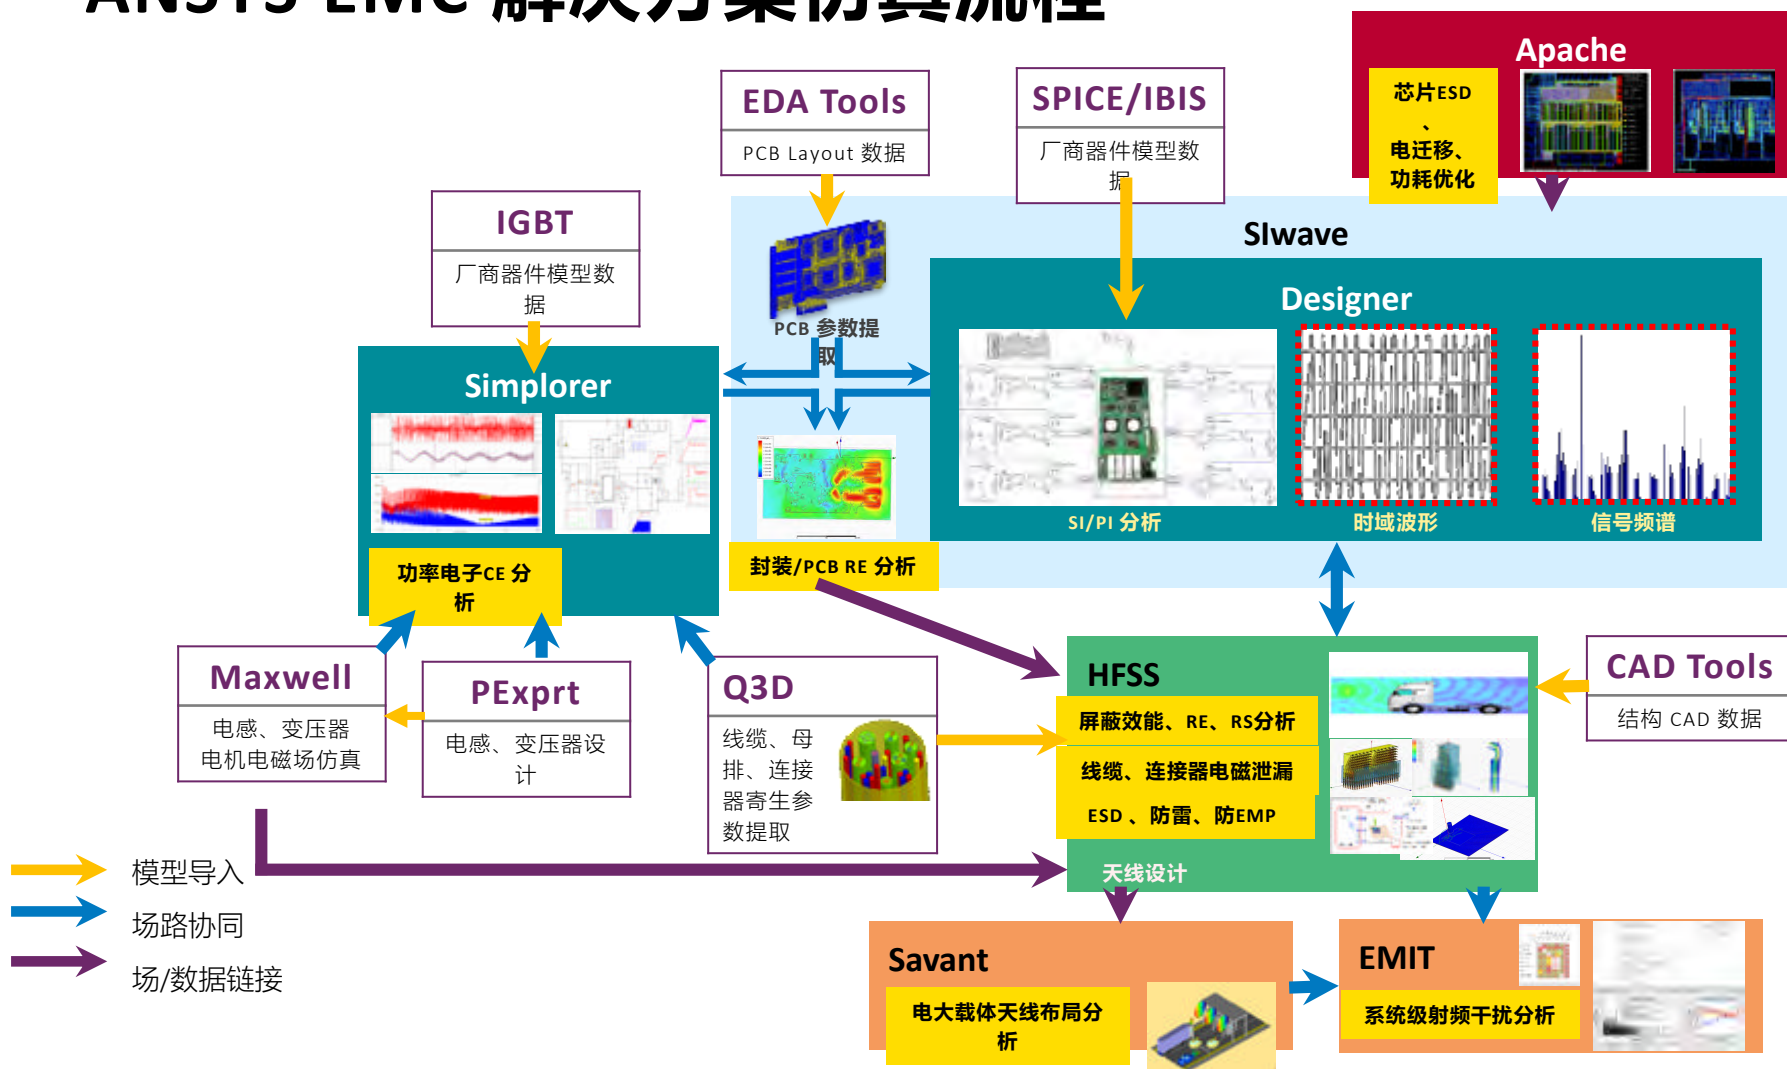 ANSYS EMC 解决方案仿真流程
Apache
芯片ESD
、
电迁移、
功耗优化
EDA Tools
PCB Layout 数据
SPICE/IBIS
厂商器件模型数
据
IGBT
厂商器件模型数
据
SIwave
PCB 参数提
取
Designer
SI/PI 分析
时域波形
信号频谱
Simplorer
功率电子CE 分
析
封装/PCB RE 分析
Maxwell
电感、变压器
电机电磁场仿真
PExprt
电感、变压器设
计
Q3D
线缆、母
排、连接
器寄生参
数提取
HFSS
屏蔽效能、RE、RS分析
线缆、连接器电磁泄漏
ESD 、防雷、防EMP
天线设计
CAD Tools
结构 CAD 数据
模型导入
场路协同
场/数据链接
Savant
电大载体天线布局分
析
EMIT
系统级射频干扰分析